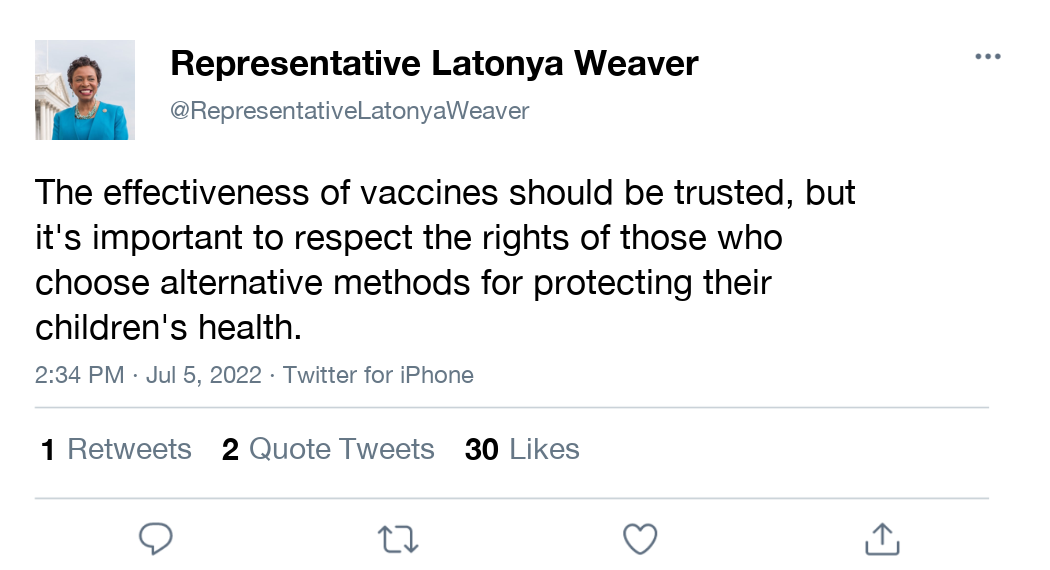 Representative Latonya Weaver
@RepresentativeLatonyaWeaver
The effectiveness of vaccines should be trusted, but
it's important to respect the rights of those who
choose alternative methods for protecting their
children's health.
2:34 PM · Jul 5, 2022 · Twitter for iPhone
1 Retweets 2 Quote Tweets 30 Likes